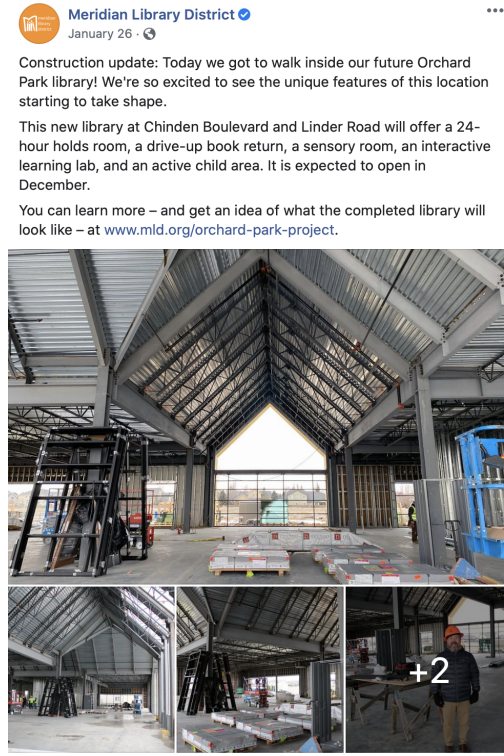 Meridian Library District
January 26 ·
Construction update: Today we got to walk inside our future Orchard
Park library! We're so excited to see the unique features of this location
starting to take shape.
This new library at Chinden Boulevard and Linder Road will offer a 24-
hour holds room, a drive-up book return, a sensory room, an interactive
learning lab, and an active child area. It is expected to open in
December.
You can learn more – and get an idea of what the completed library will
look like – at www.mld.org/orchard-park-project.
+2